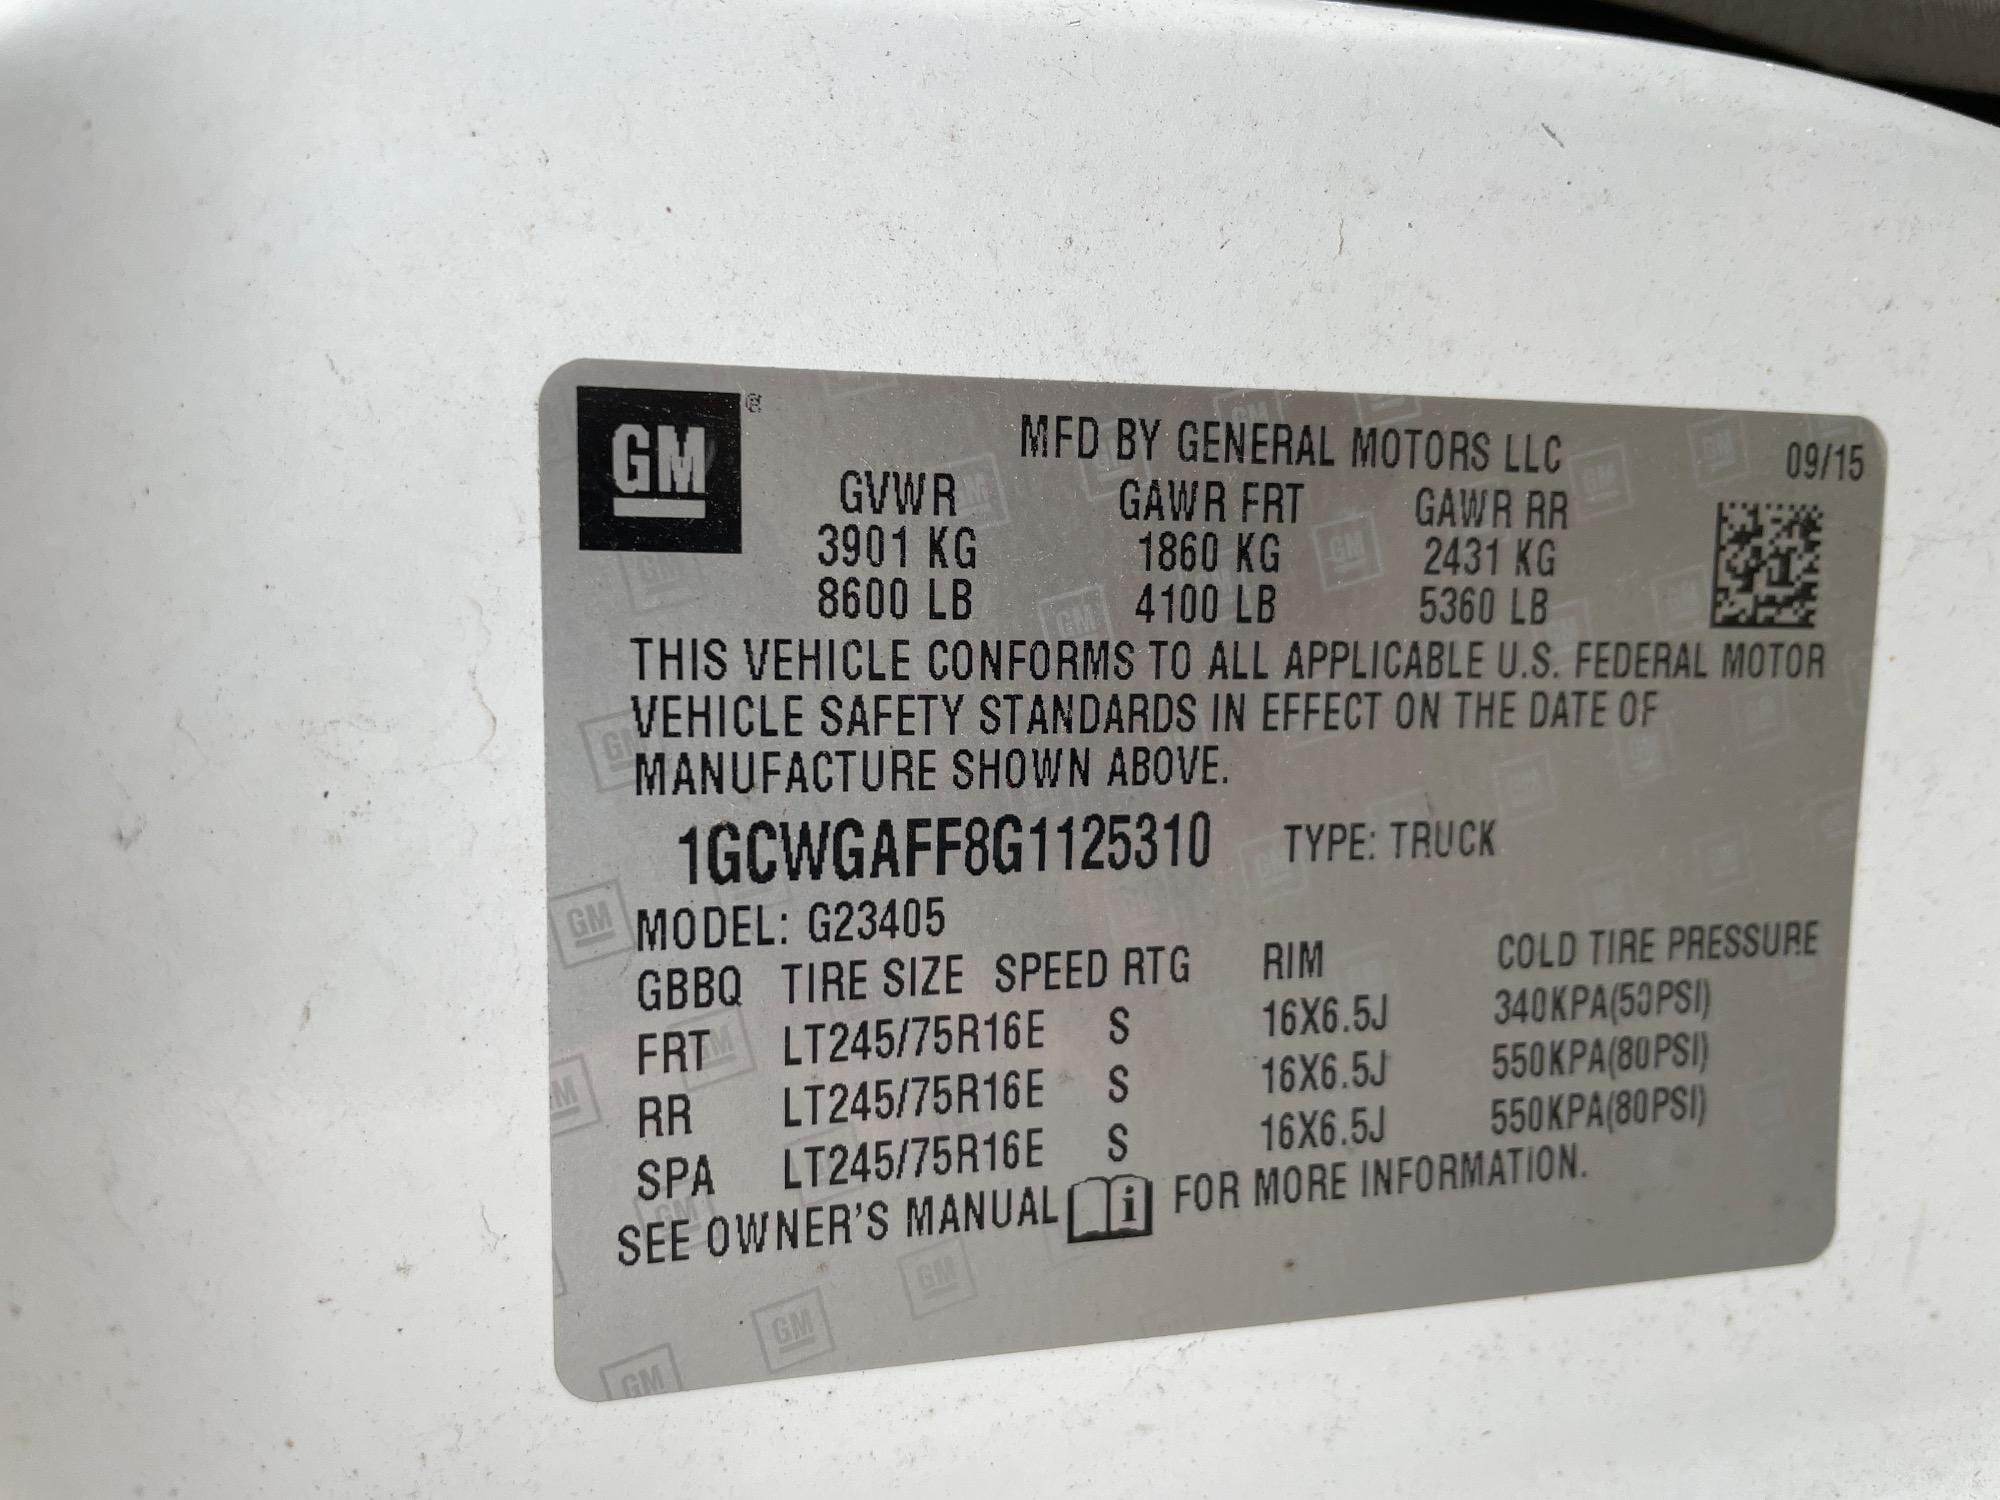 GM®
MFD BY GENERAL MOTORS LLC 09/15
GVWR GAWR FRT GAWR RR
3901 KG 1860 KG 2431 KG
8600 LB 4100 LB 5360 LB
THIS VEHICLE CONFORMS TO ALL APPLICABLE U.S. FEDERAL MOTOR
VEHICLE SAFETY STANDARDS IN EFFECT ON THE DATE OF
MANUFACTURE SHOWN ABOVE.
1GCWGAFF8G1125310 TYPE: TRUCK
MODEL: G23405
GBBQ TIRE SIZE SPEED RTG RIM COLD TIRE PRESSURE
FRT LT245/75R16E S 16X6.5J 340KPA(50PSI)
RR LT245/75R16E S 16X6.5J 550KPA(80PSI)
SPA LT245/75R16E S 16X6.5J 550KPA(80PSI)
SEE OWNER'S MANUAL i FOR MORE INFORMATION.